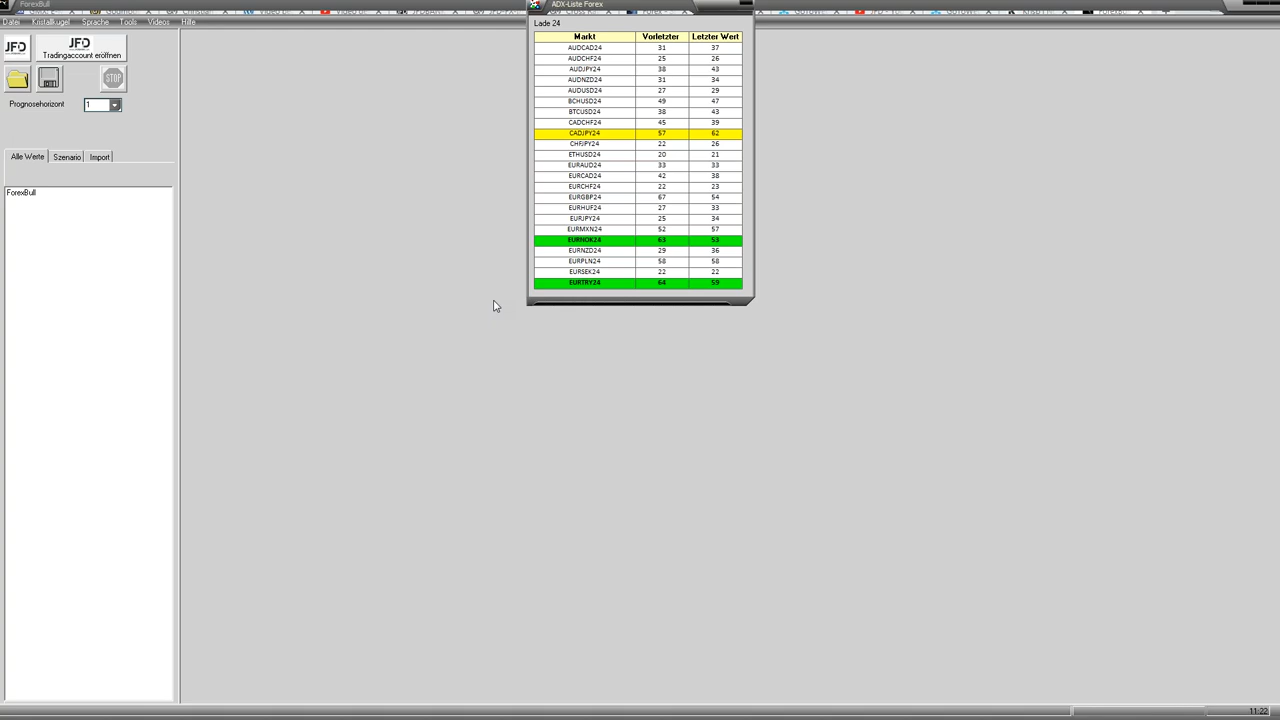 ForexBull
ADX-Liste Forex
Datei Kristallkugel Sprache Tools Videos Hilfe
Lade 24
JFD
JFD
Tradingaccount eröffnen
STOP
Prognosehorizont 1
Alle Werte Szenario Import
ForexBull
Markt Vorletzter Letzter Wert
AUDCAD24 31 37
AUDCHF24 25 26
AUDJPY24 38 43
AUDNZD24 31 34
AUDUSD24 27 29
BCHUSD24 49 47
BTCUSD24 38 43
CADCHF24 45 39
CADJPY24 57 62
CHFJPY24 22 26
ETHUSD24 20 21
EURAUD24 33 33
EURCAD24 42 38
EURCHF24 22 23
EURGBP24 67 54
EURHUF24 27 33
EURJPY24 25 34
EURMXN24 52 57
EURNOK24 63 53
EURNZD24 29 36
EURPLN24 58 58
EURSEK24 22 22
EURTRY24 64 59
11:22